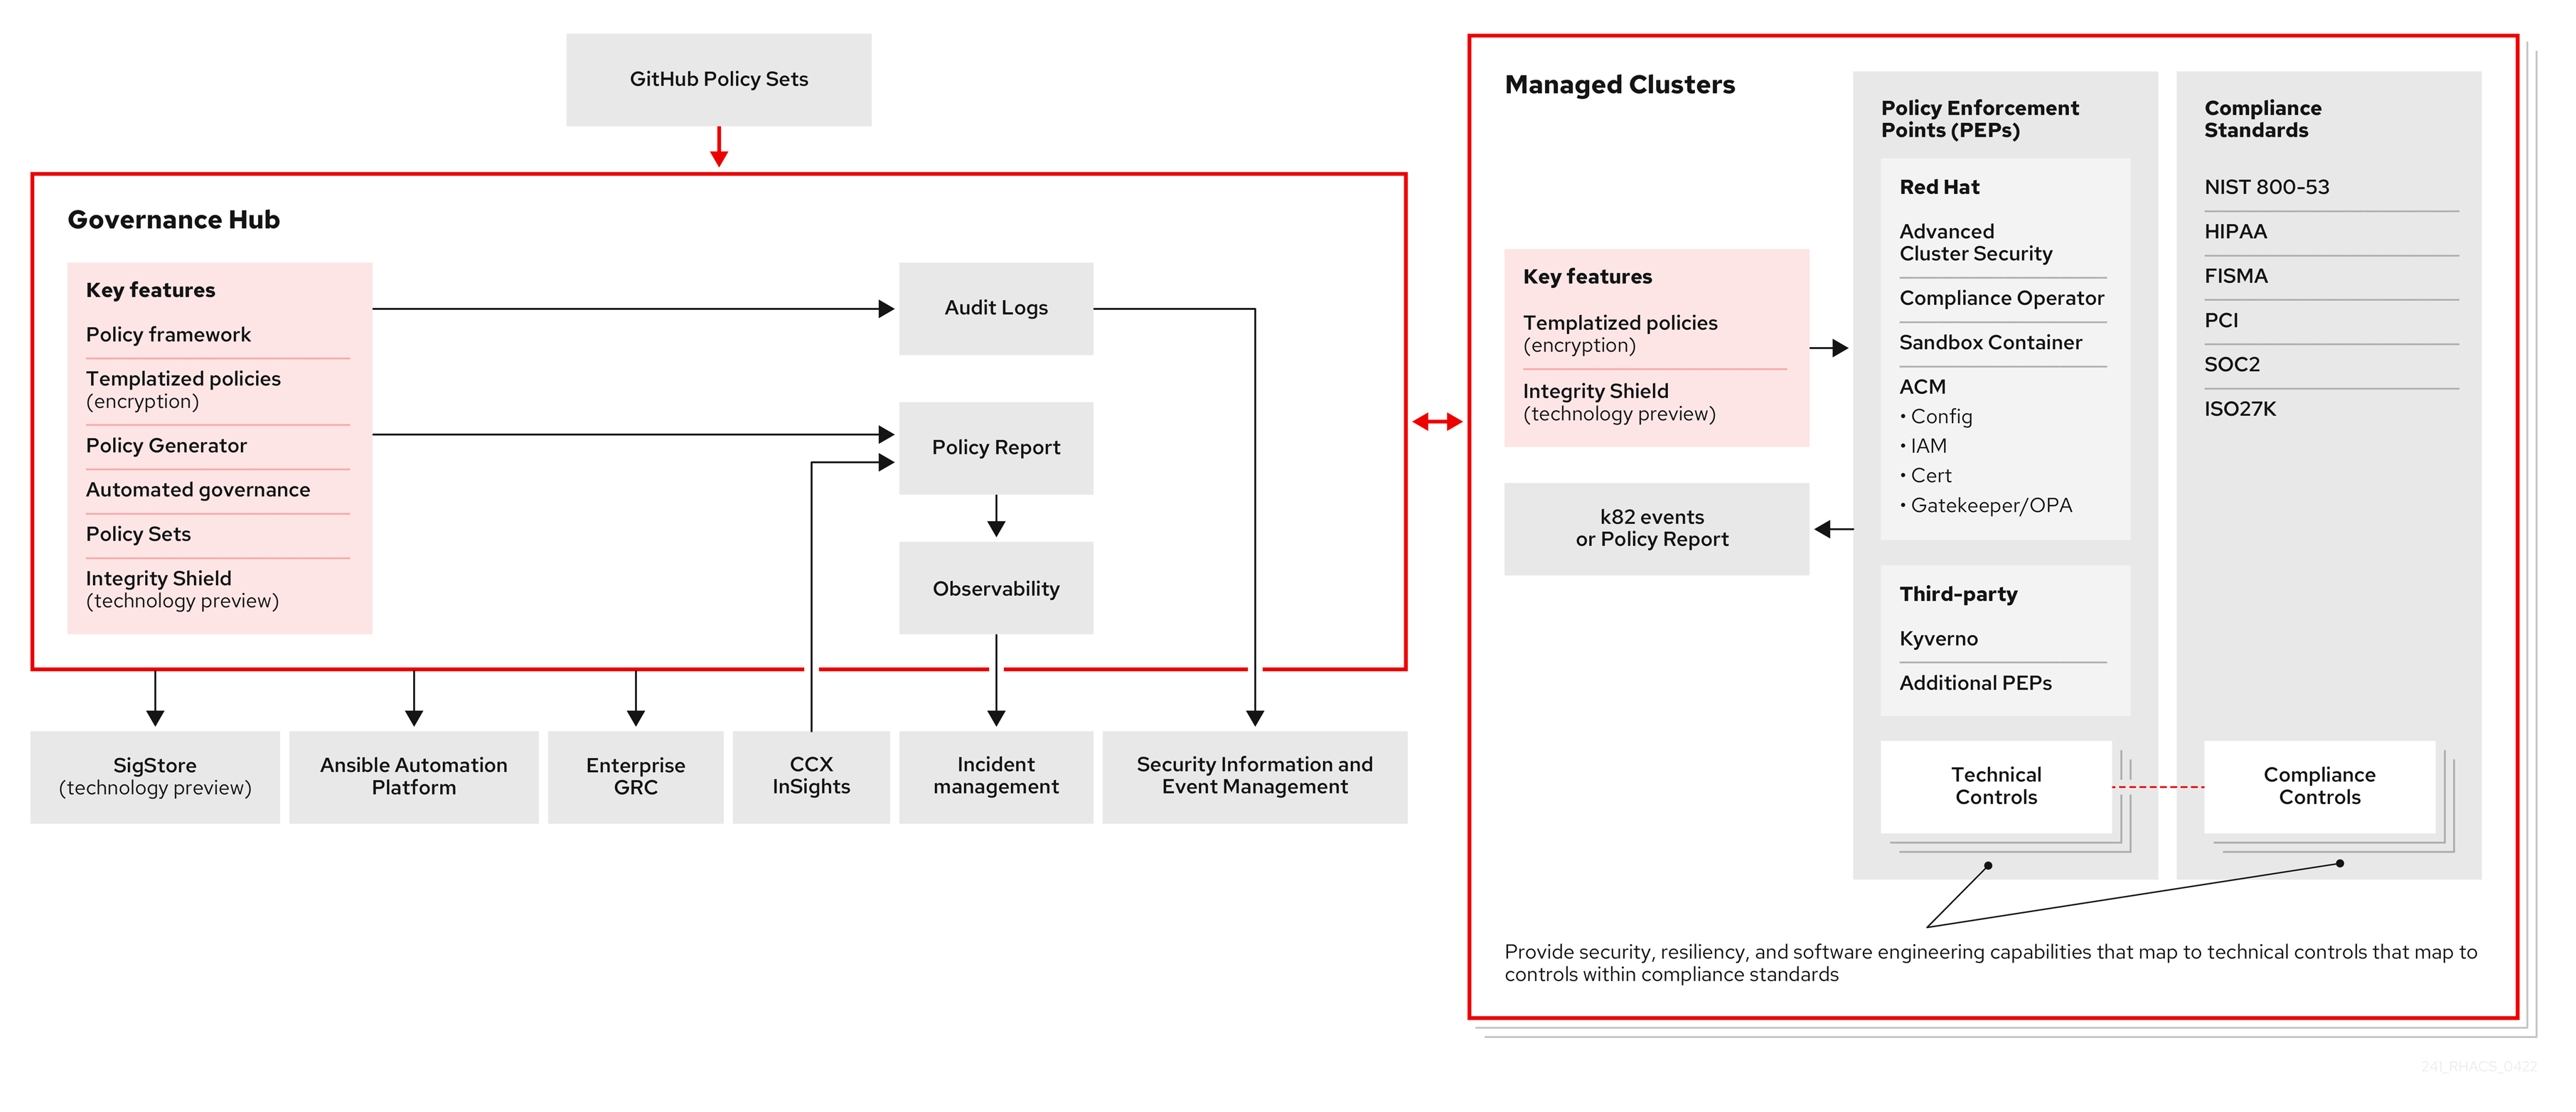 GitHub Policy Sets
Governance Hub
Key features
Policy framework
Templatized policies
(encryption)
Policy Generator
Automated governance
Policy Sets
Integrity Shield
(technology preview)
Audit Logs
Policy Report
Observability
SigStore
(technology preview)
Ansible Automation
Platform
Enterprise
GRC
CCX
InSights
Incident
management
Security Information and
Event Management
Managed Clusters
Key features
Templatized policies
(encryption)
Integrity Shield
(technology preview)
k82 events
or Policy Report
Policy Enforcement
Points (PEPs)
Red Hat
Advanced
Cluster Security
Compliance Operator
Sandbox Container
ACM
• Config
• IAM
• Cert
• Gatekeeper/OPA
Third-party
Kyverno
Additional PEPs
Technical
Controls
Compliance
Standards
NIST 800-53
HIPAA
FISMA
PCI
SOC2
ISO27K
Compliance
Controls
Provide security, resiliency, and software engineering capabilities that map to technical controls that map to
controls within compliance standards
241_RHACS_0422